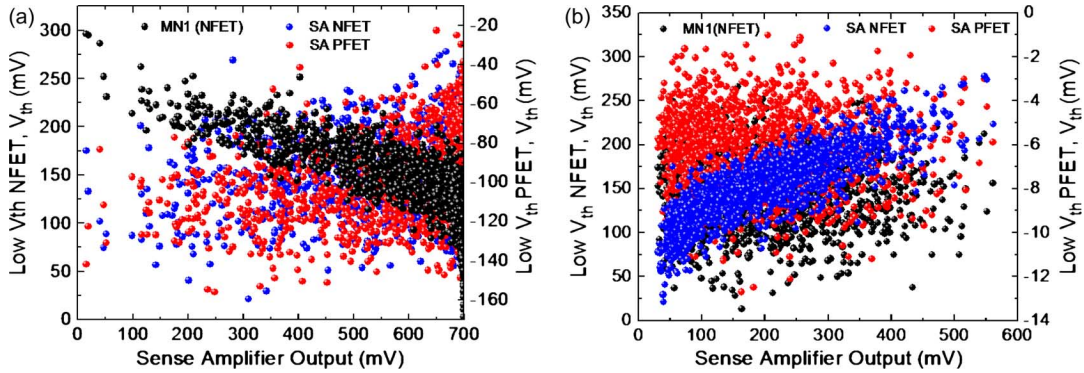 (a)
MN1 (NFET) SA NFET
SA PFET
Low Vth NFET, Vth (mV)
300
250
200
150
100
50
0
0 100 200 300 400 500 600 700
Sense Amplifier Output (mV)
-20
-40
-60
-80
-100
-120
-140
-160
Low Vth PFET, Vth (mV)
(b)
MN1(NFET) SA NFET SA PFET
Low Vth NFET, Vth (mV)
350
300
250
200
150
100
50
0
0 100 200 300 400 500 600
Sense Amplifier Output (mV)
0
-2
-4
-6
-8
-10
-12
-14
Low Vth PFET, Vth (mV)